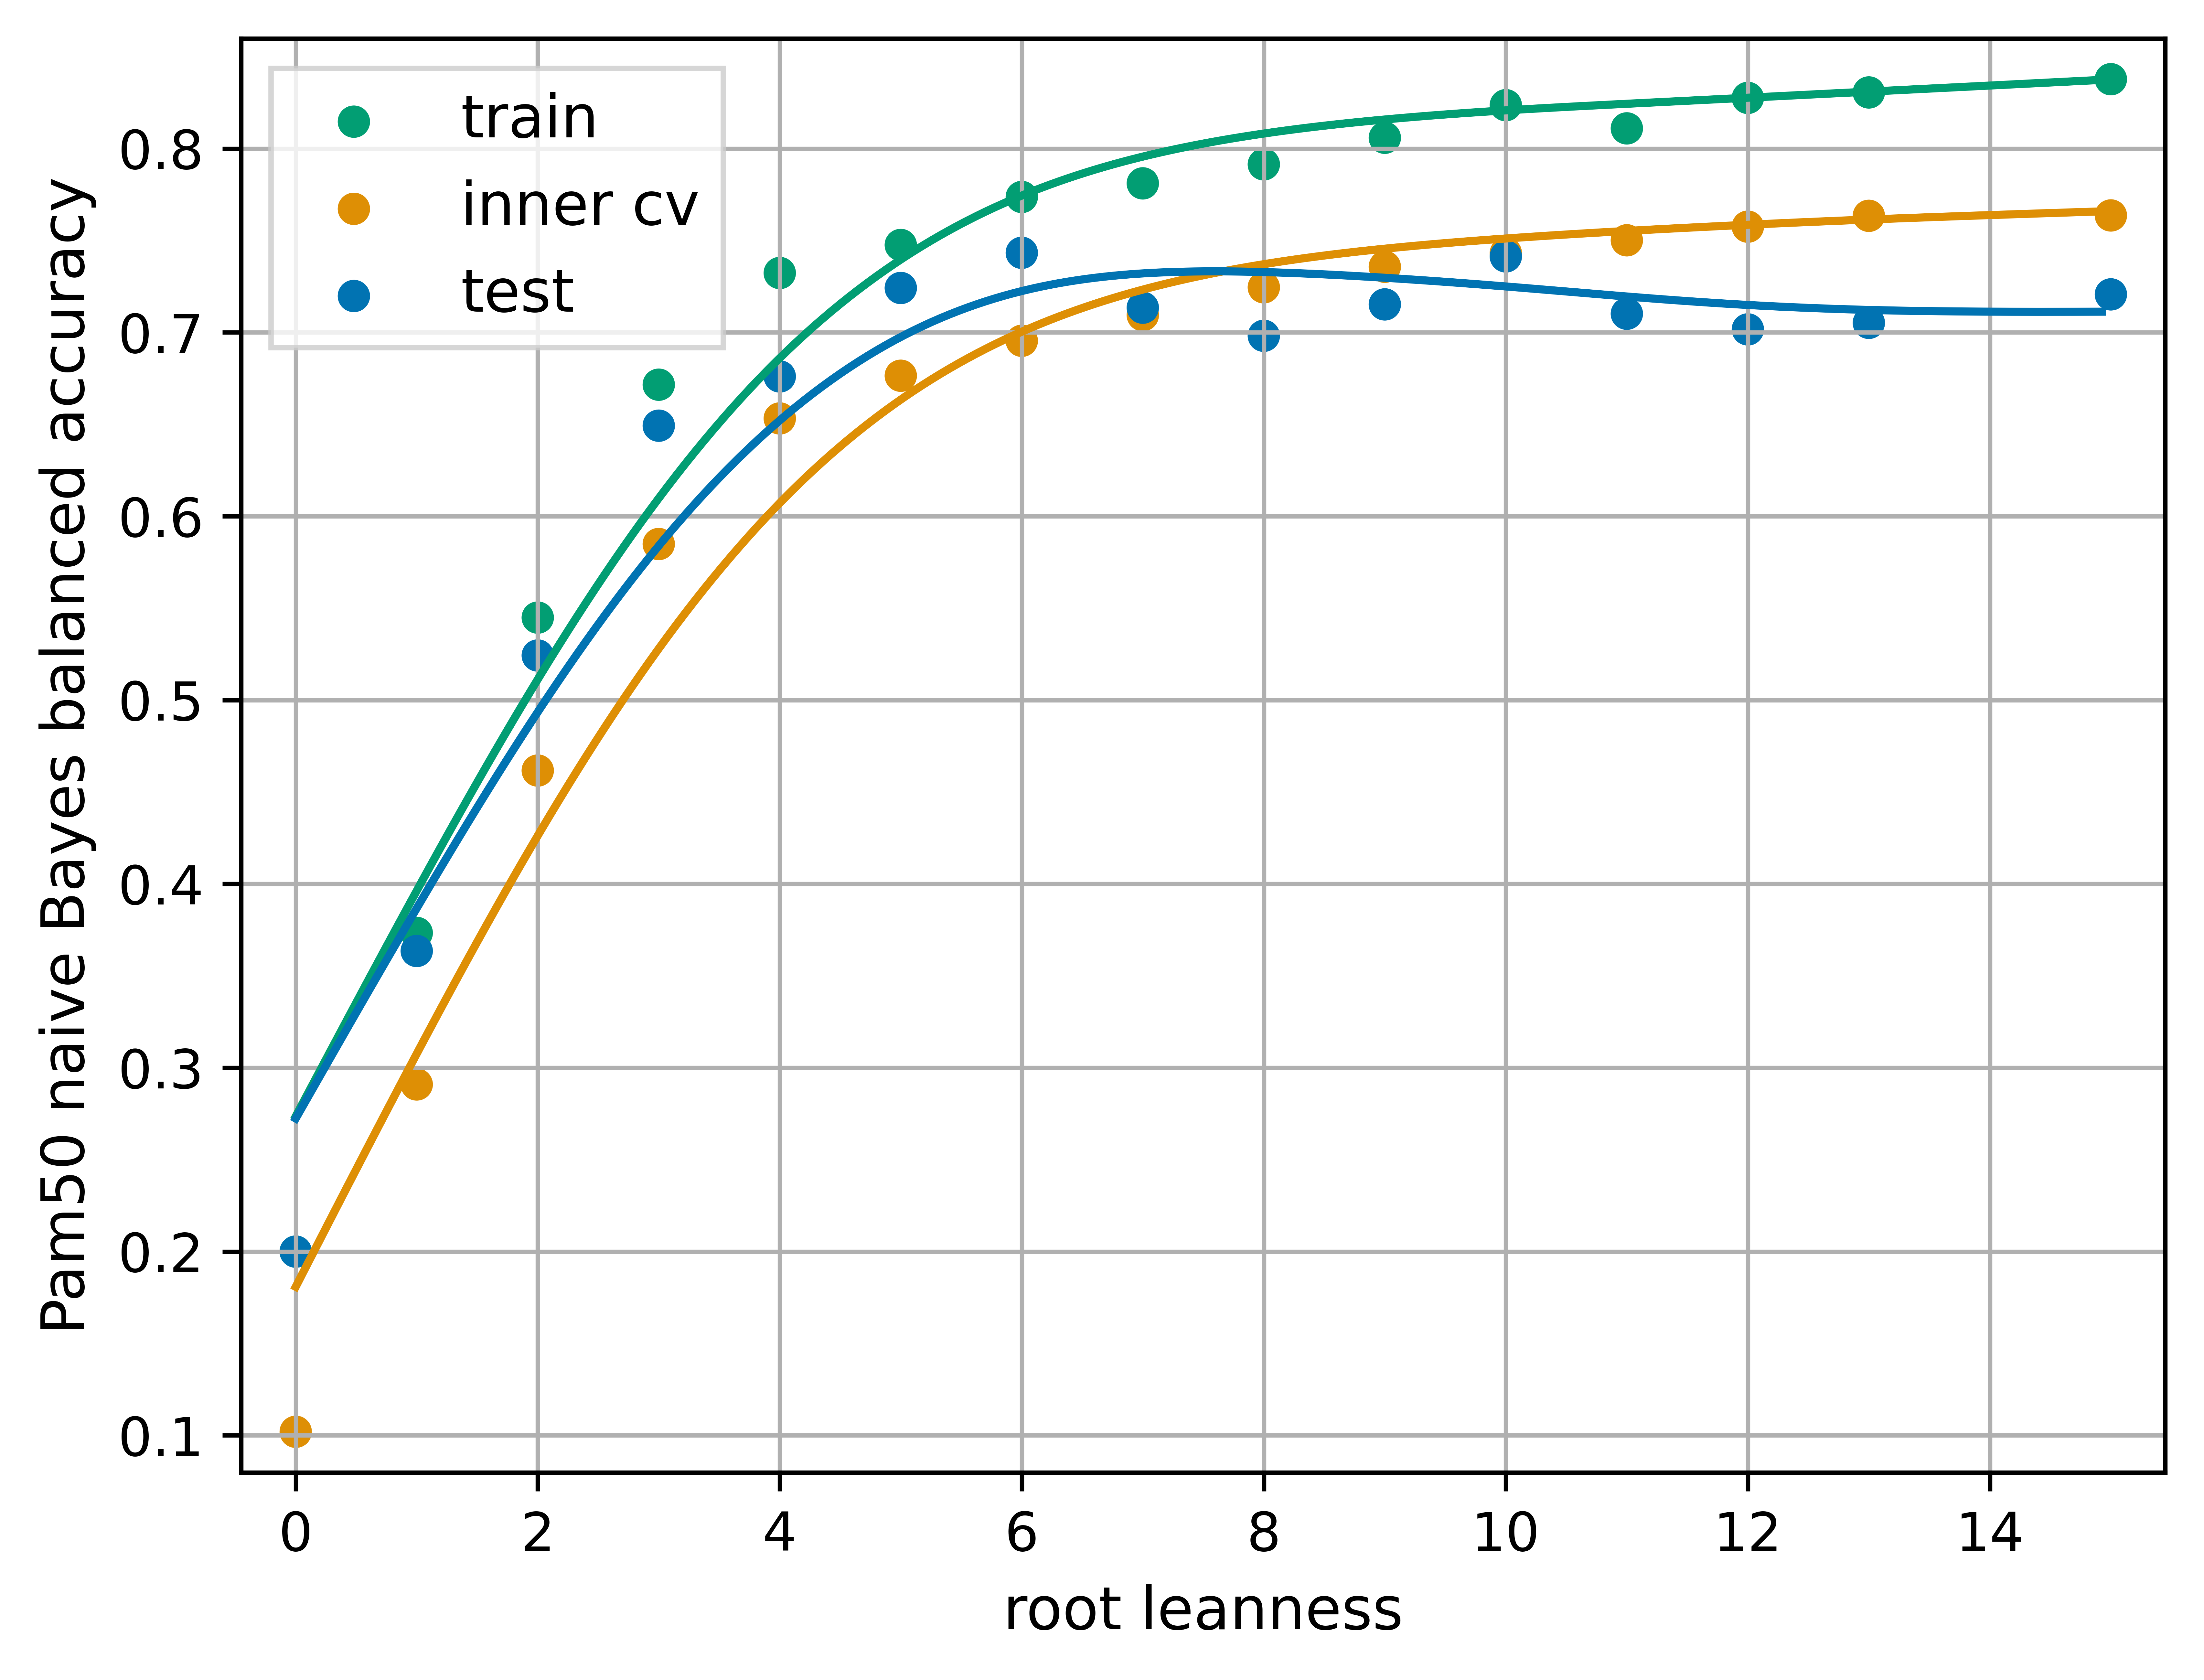 train
inner cv
test
Pam50 naive Bayes balanced accuracy
0.8
0.7
0.6
0.5
0.4
0.3
0.2
0.1
0 2 4 6 8 10 12 14
root leanness